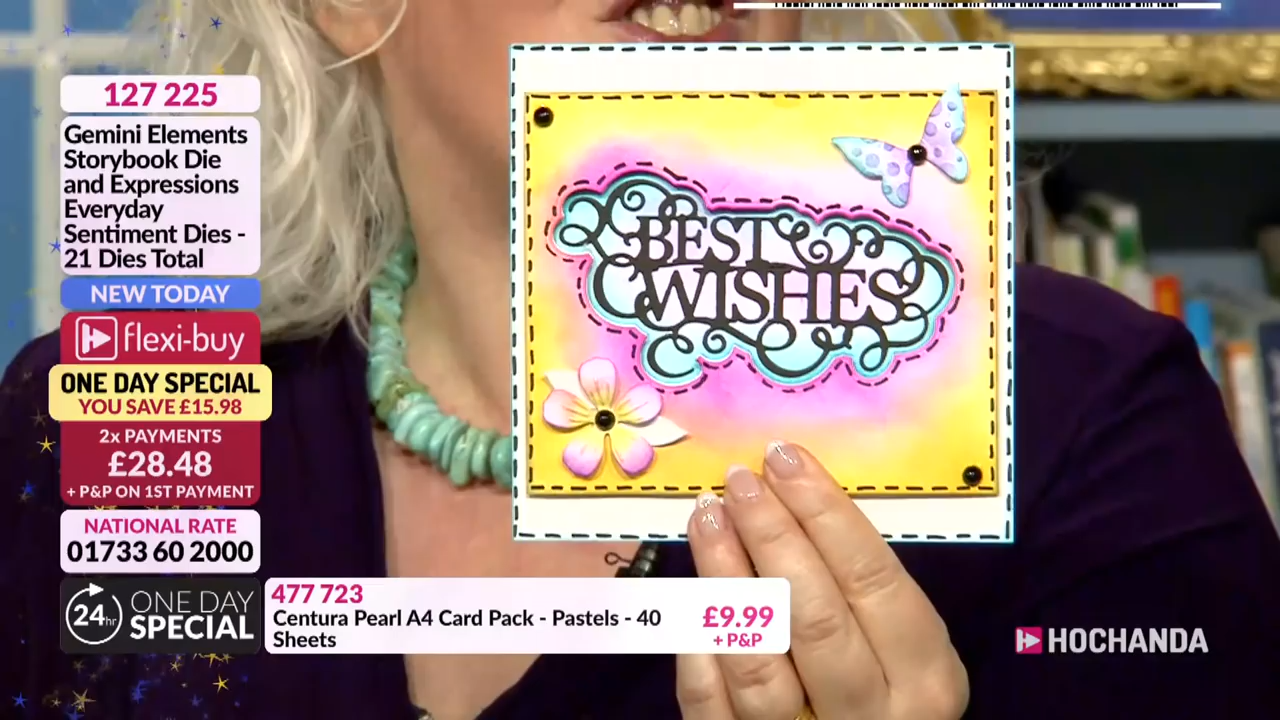 127 225
Gemini Elements
Storybook Die
and Expressions
Everyday
Sentiment Dies -
21 Dies Total
NEW TODAY
flexi-buy
ONE DAY SPECIAL
YOU SAVE £15.98
2x PAYMENTS
£28.48
+ P&P ON 1ST PAYMENT
NATIONAL RATE
01733 60 2000
24hr
ONE DAY
SPECIAL
477 723
Centura Pearl A4 Card Pack - Pastels - 40
Sheets
£9.99
+ P&P
BEST
WISHES
HOCHANDA